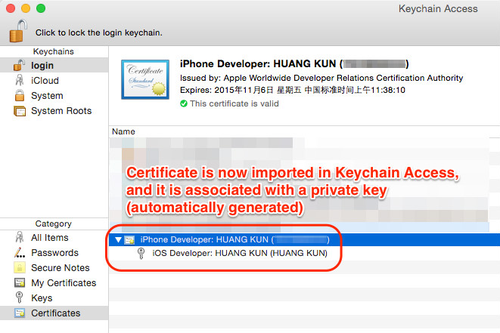 Keychain Access
Click to lock the login keychain.
Keychains
login
iCloud
System
System Roots
Certificate
Standard
iPhone Developer: HUANG KUN (
Issued by: Apple Worldwide Developer Relations Certification Authority
Expires: 2015年11月6日 星期五 中国标准时间上午11:38:10
This certificate is valid
Name
Certificate is now imported in Keychain Access,
and it is associated with a private key
(automatically generated)
iPhone Developer: HUANG KUN ( )
iOS Developer: HUANG KUN (HUANG KUN)
Category
All Items
Passwords
Secure Notes
My Certificates
Keys
Certificates